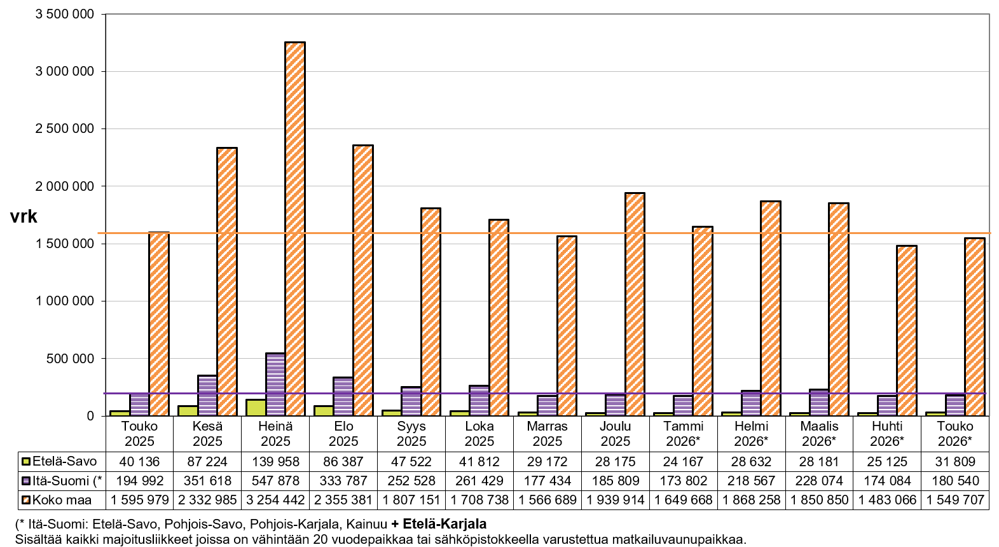 3 500 000
3 000 000
2 500 000
2 000 000
vrk
1 500 000
1 000 000
500 000
0
Touko Kesä Heinä Elo Syys Loka Marras Joulu Tammi Helmi Maalis Huhti Touko
2025 2025 2025 2025 2025 2025 2025 2025 2026* 2026* 2026* 2026* 2026*
Etelä-Savo 40 136 87 224 139 958 86 387 47 522 41 812 29 172 28 175 24 167 28 632 28 181 25 125 31 809
Itä-Suomi (* 194 992 351 618 547 878 333 787 252 528 261 429 177 434 185 809 173 802 218 567 228 074 174 084 180 540
Koko maa 1 595 979 2 332 985 3 254 442 2 355 381 1 807 151 1 708 738 1 566 689 1 939 914 1 649 668 1 868 258 1 850 850 1 483 066 1 549 707
(* Itä-Suomi: Etelä-Savo, Pohjois-Savo, Pohjois-Karjala, Kainuu + Etelä-Karjala
Sisältää kaikki majoitusliikkeet joissa on vähintään 20 vuodepaikkaa tai sähköpistokkeella varustettua matkailuvaunupaikkaa.